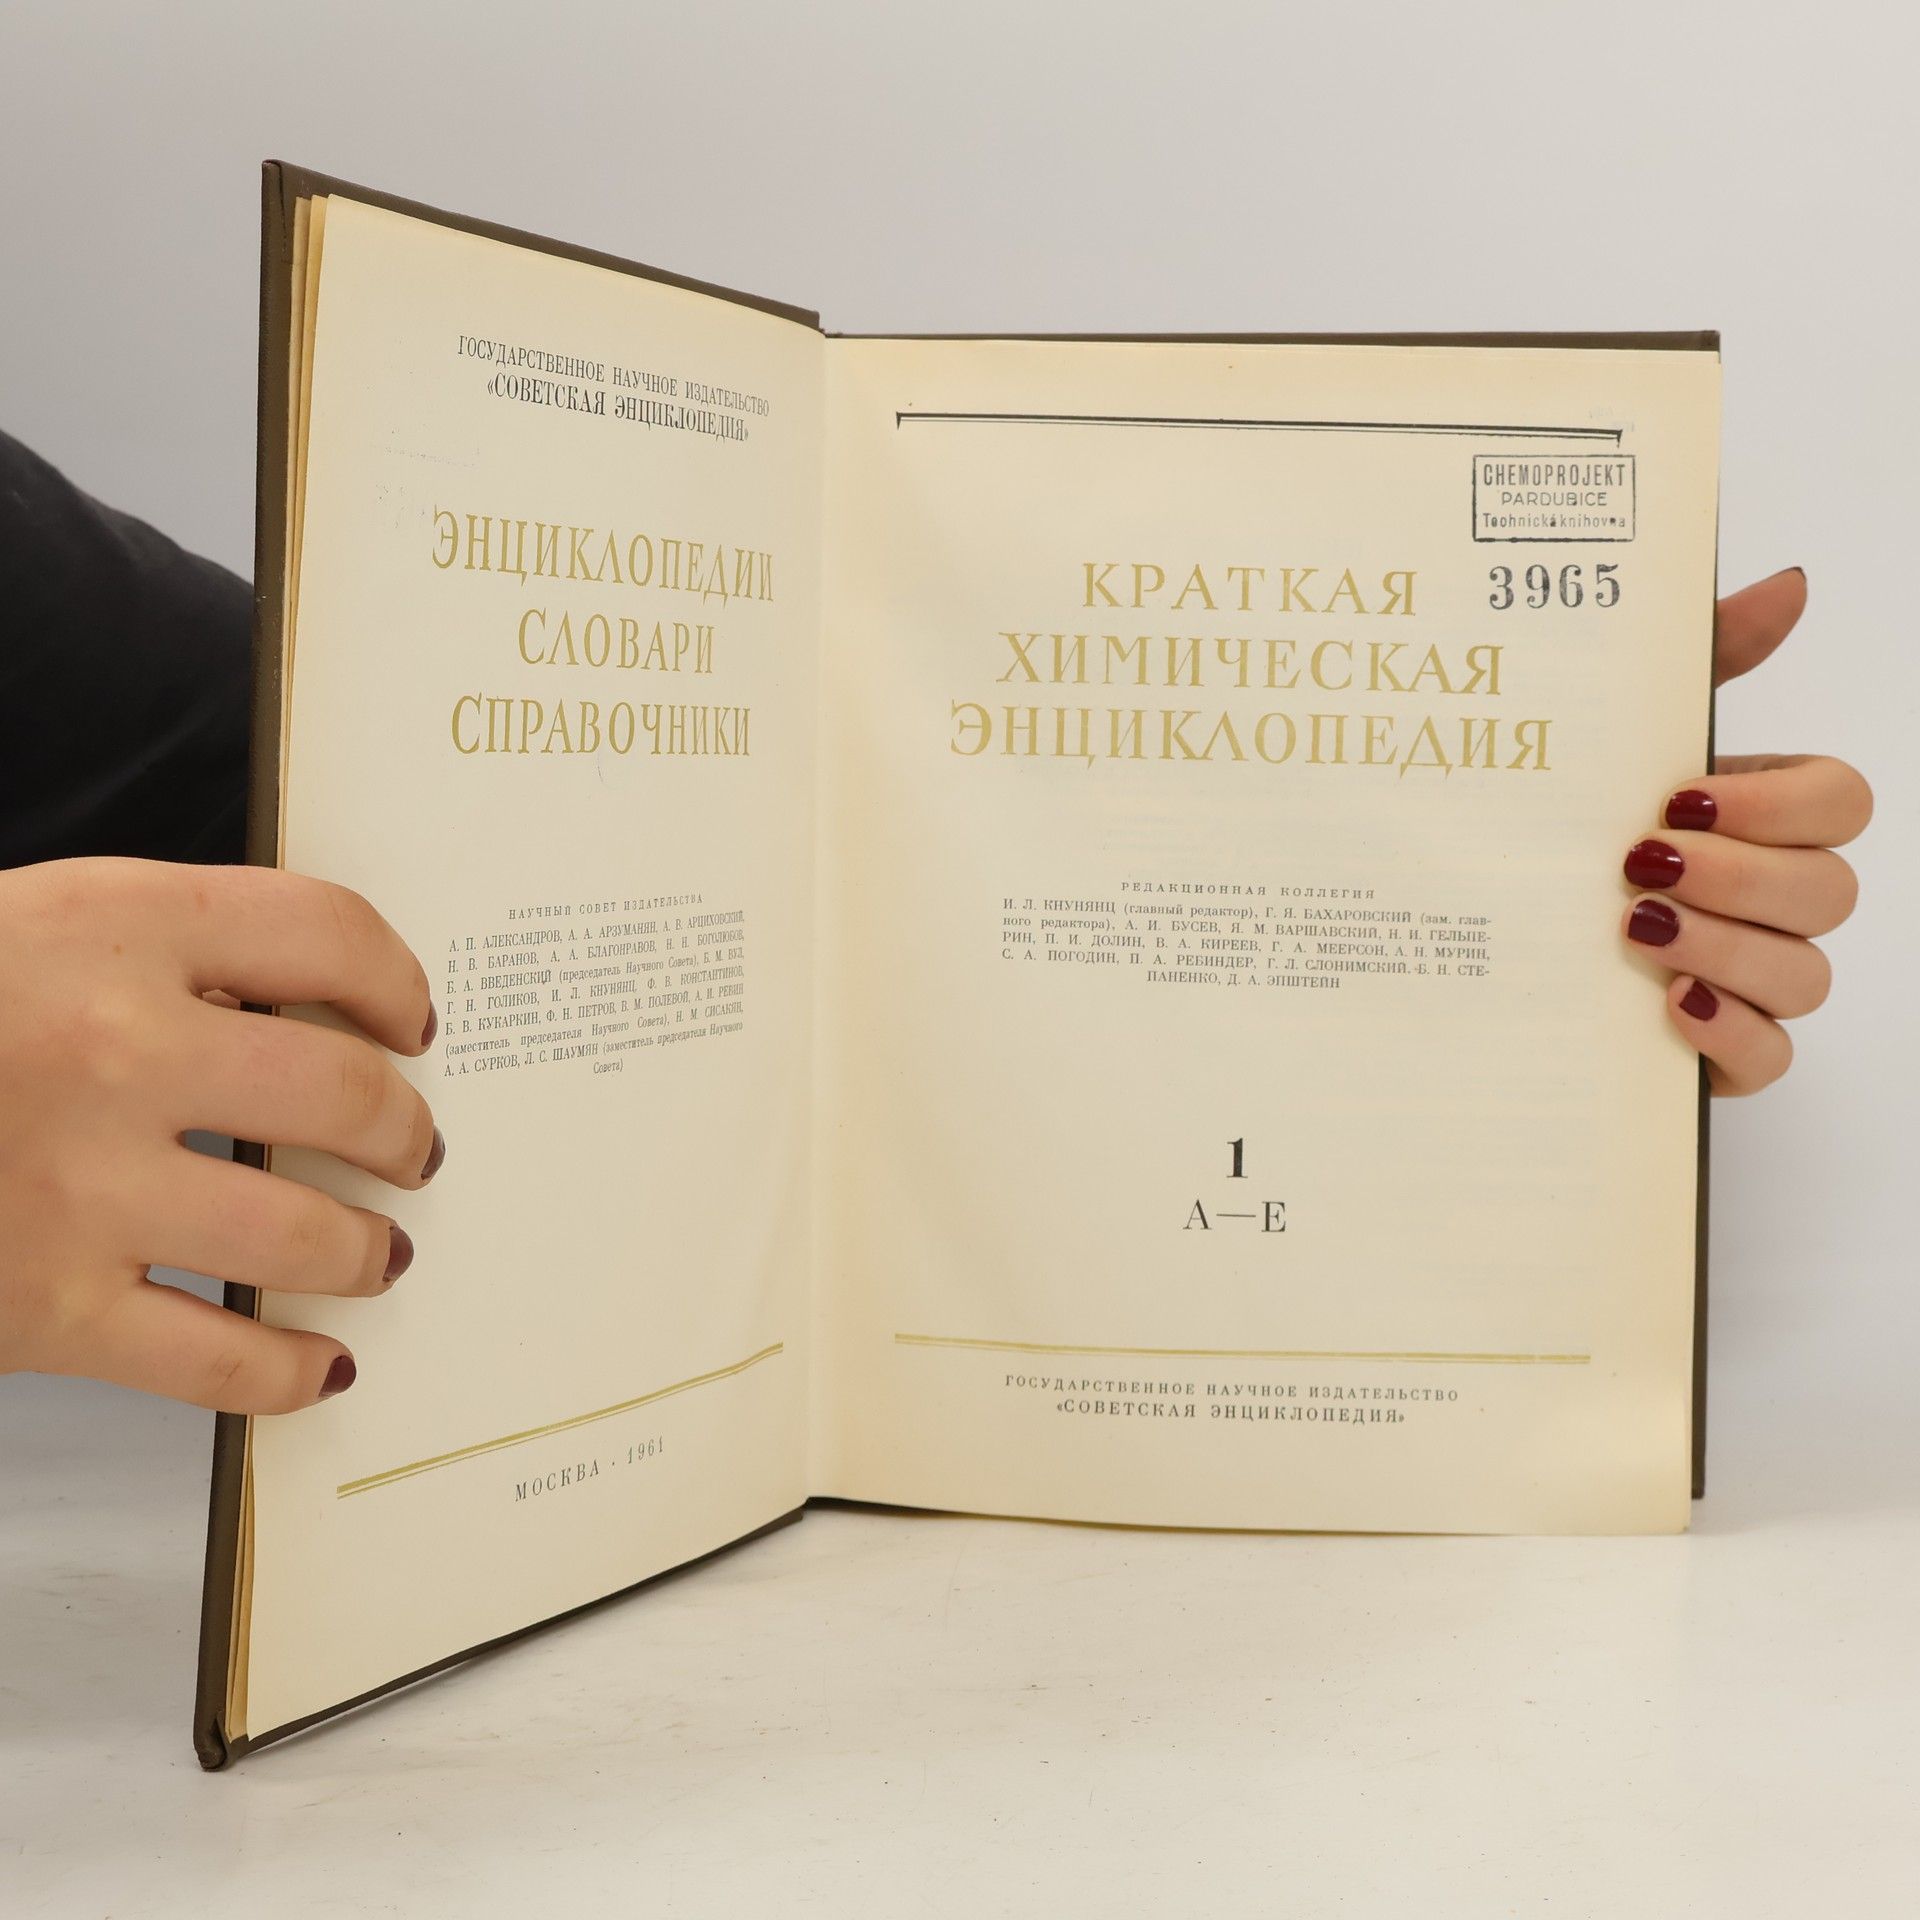 ГОСУДАРСТВЕННОЕ НАУЧНОЕ ИЗДАТЕЛЬСТВО
«СОВЕТСКАЯ ЭНЦИКЛОПЕДИЯ»
ЭНЦИКЛОПЕДИИ
СЛОВАРИ
СПРАВОЧНИКИ
НАУЧНЫЙ СОВЕТ ИЗДАТЕЛЬСТВА
А. П. АЛЕКСАНДРОВ, А. А. АРЗУМАНЯН, А. В. АРЦИХОВСКИЙ,
Н. В. БАРАНОВ, А. А. БЛАГОНРАВОВ, Н. Н. БОГОЛЮБОВ,
Б. А. ВВЕДЕНСКИЙ (председатель Научного Совета), Б. М. ВУЛ,
Г. Н. ГОЛИКОВ, И. Л. КНУНЯНЦ, Ф. В. КОНСТАНТИНОВ,
Б. В. КУКАРКИН, Ф. Н. ПЕТРОВ, В. М. ПОЛЕВОЙ, А. И. РЕВИН
(заместитель председателя Научного Совета), Н. М. СИСАКЯН,
А. А. СУРКОВ, Л. С. ШАУМЯН (заместитель председателя Научного
Совета)
МОСКВА · 1961
CHEMOPROJEKT
PARDUBICE
Technická knihovna
3965
КРАТКАЯ
ХИМИЧЕСКАЯ
ЭНЦИКЛОПЕДИЯ
РЕДАКЦИОННАЯ КОЛЛЕГИЯ
И. Л. КНУНЯНЦ (главный редактор), Г. Я. БАХАРОВСКИЙ (зам. глав-
ного редактора), А. И. БУСЕВ, Я. М. ВАРШАВСКИЙ, Н. И. ГЕЛЬПЕ-
РИН, П. И. ДОЛИН, В. А. КИРЕЕВ, Г. А. МЕЕРСОН, А. Н. МУРИН,
С. А. ПОГОДИН, П. А. РЕБИНДЕР, Г. Л. СЛОНИМСКИЙ, Б. Н. СТЕ-
ПАНЕНКО, Д. А. ЭПШТЕЙН
1
А—Е
ГОСУДАРСТВЕННОЕ НАУЧНОЕ ИЗДАТЕЛЬСТВО
«СОВЕТСКАЯ ЭНЦИКЛОПЕДИЯ»